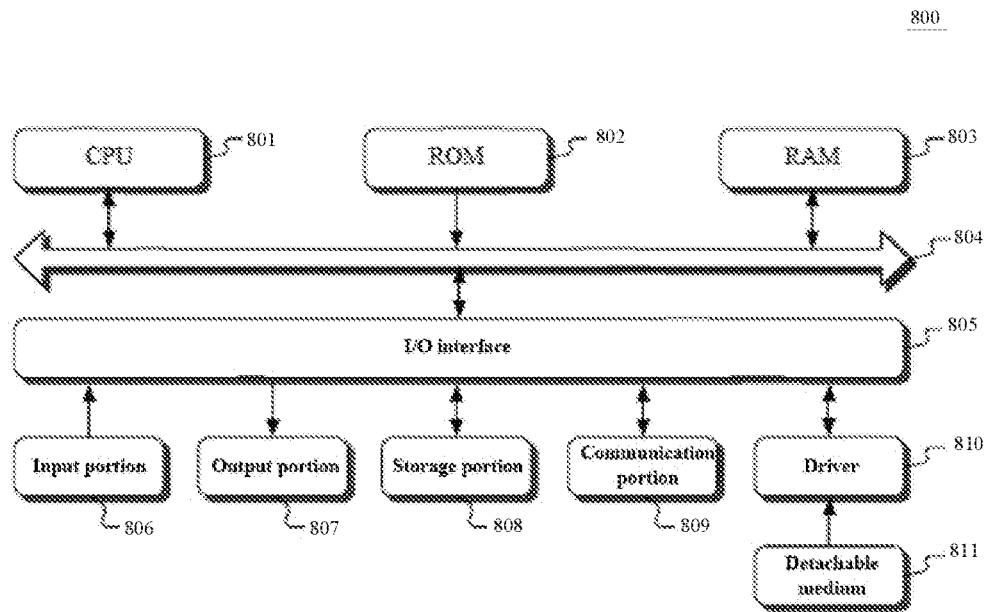 800
CPU 801
ROM 802
RAM 803
804
I/O interface 805
Input portion 806
Output portion 807
Storage portion 808
Communication
portion 809
Driver 810
Detachable
medium 811